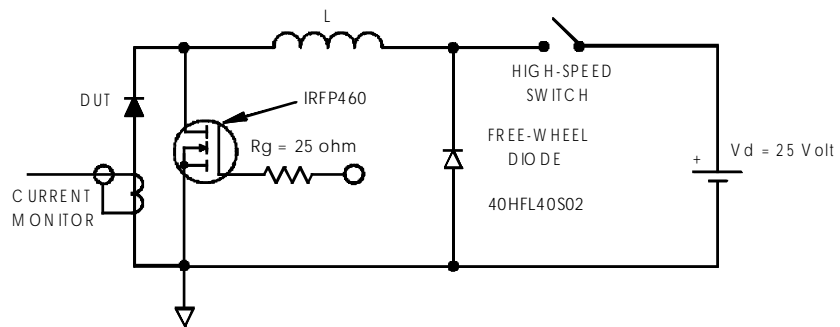 L
HIGH-SPEED
SWITCH
IRFP460
DUT
Rg = 25 ohm
FREE-WHEEL
DIODE
+
Vd = 25 Volt
40HFL40S02
CURRENT
MONITOR